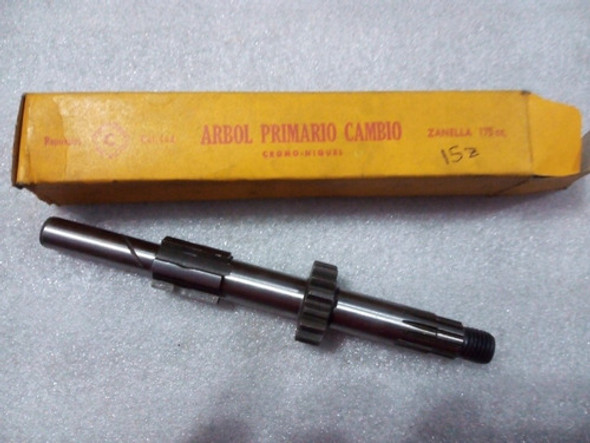 C
ARBOL PRIMARIO CAMBIO
CROMO-NIQUEL
ZANELLA 175 cc.
15z